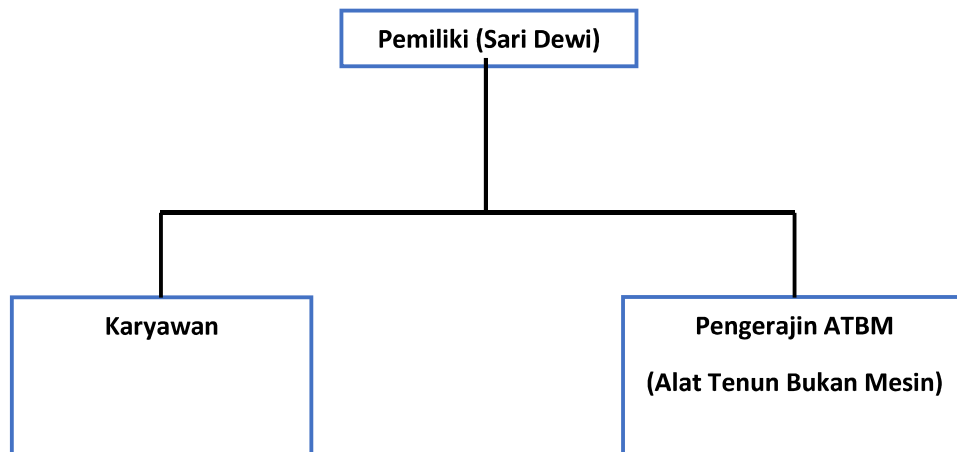 Pemiliki (Sari Dewi)
Karyawan
Pengerajin ATBM
(Alat Tenun Bukan Mesin)